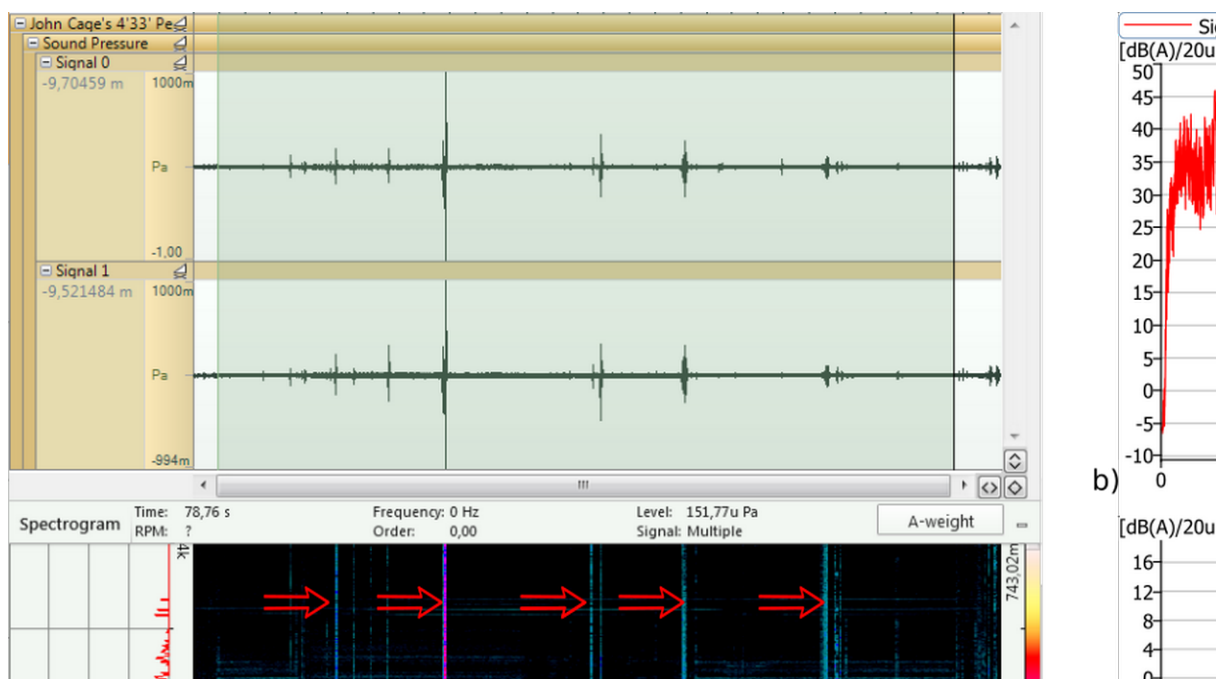 John Cage's 4'33' Pe
Sound Pressure
Signal 0
-9,70459 m
1000m
Pa
-1,00
Signal 1
-9,521484 m
1000m
Pa
-994m
Spectrogram
Time: 78,76 s
RPM: ?
Frequency: 0 Hz
Order: 0,00
Level: 151,77u Pa
Signal: Multiple
A-weight
4k
743,02m
Si
[dB(A)/20u
50
45
40
35
30
25
20
15
10
5
0
-5
-10
b)
0
[dB(A)/20u
16
12
8
4
0